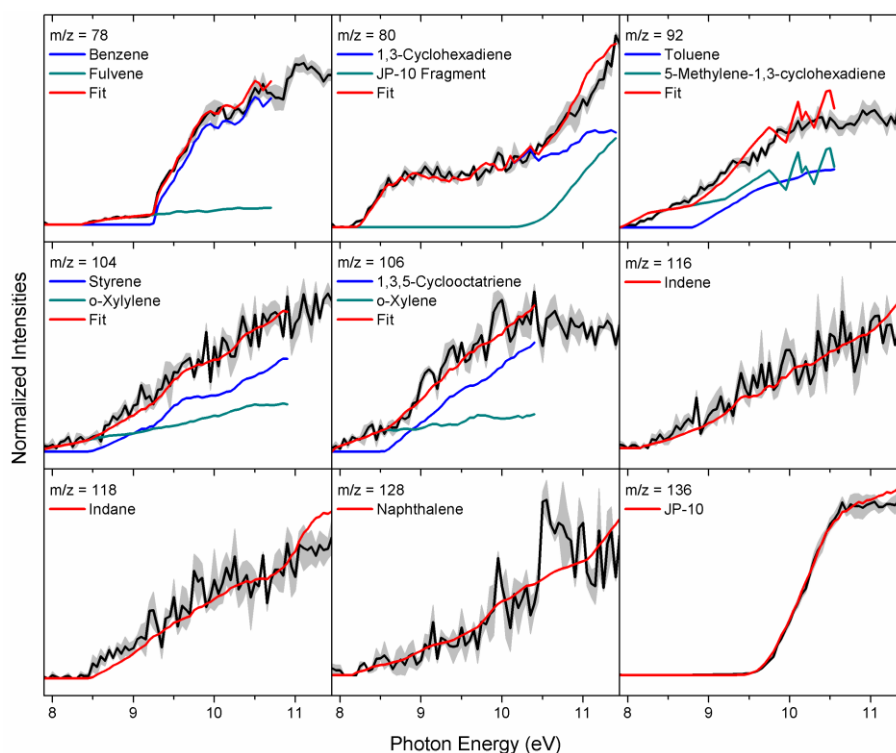 m/z = 78
Benzene
Fulvene
Fit
m/z = 80
1,3-Cyclohexadiene
JP-10 Fragment
Fit
m/z = 92
Toluene
5-Methylene-1,3-cyclohexadiene
Fit
m/z = 104
Styrene
o-Xylylene
Fit
m/z = 106
1,3,5-Cyclooctatriene
o-Xylene
Fit
m/z = 116
Indene
m/z = 118
Indane
m/z = 128
Naphthalene
m/z = 136
JP-10
Normalized Intensities
8 9 10 11 8 9 10 11 8 9 10 11
Photon Energy (eV)